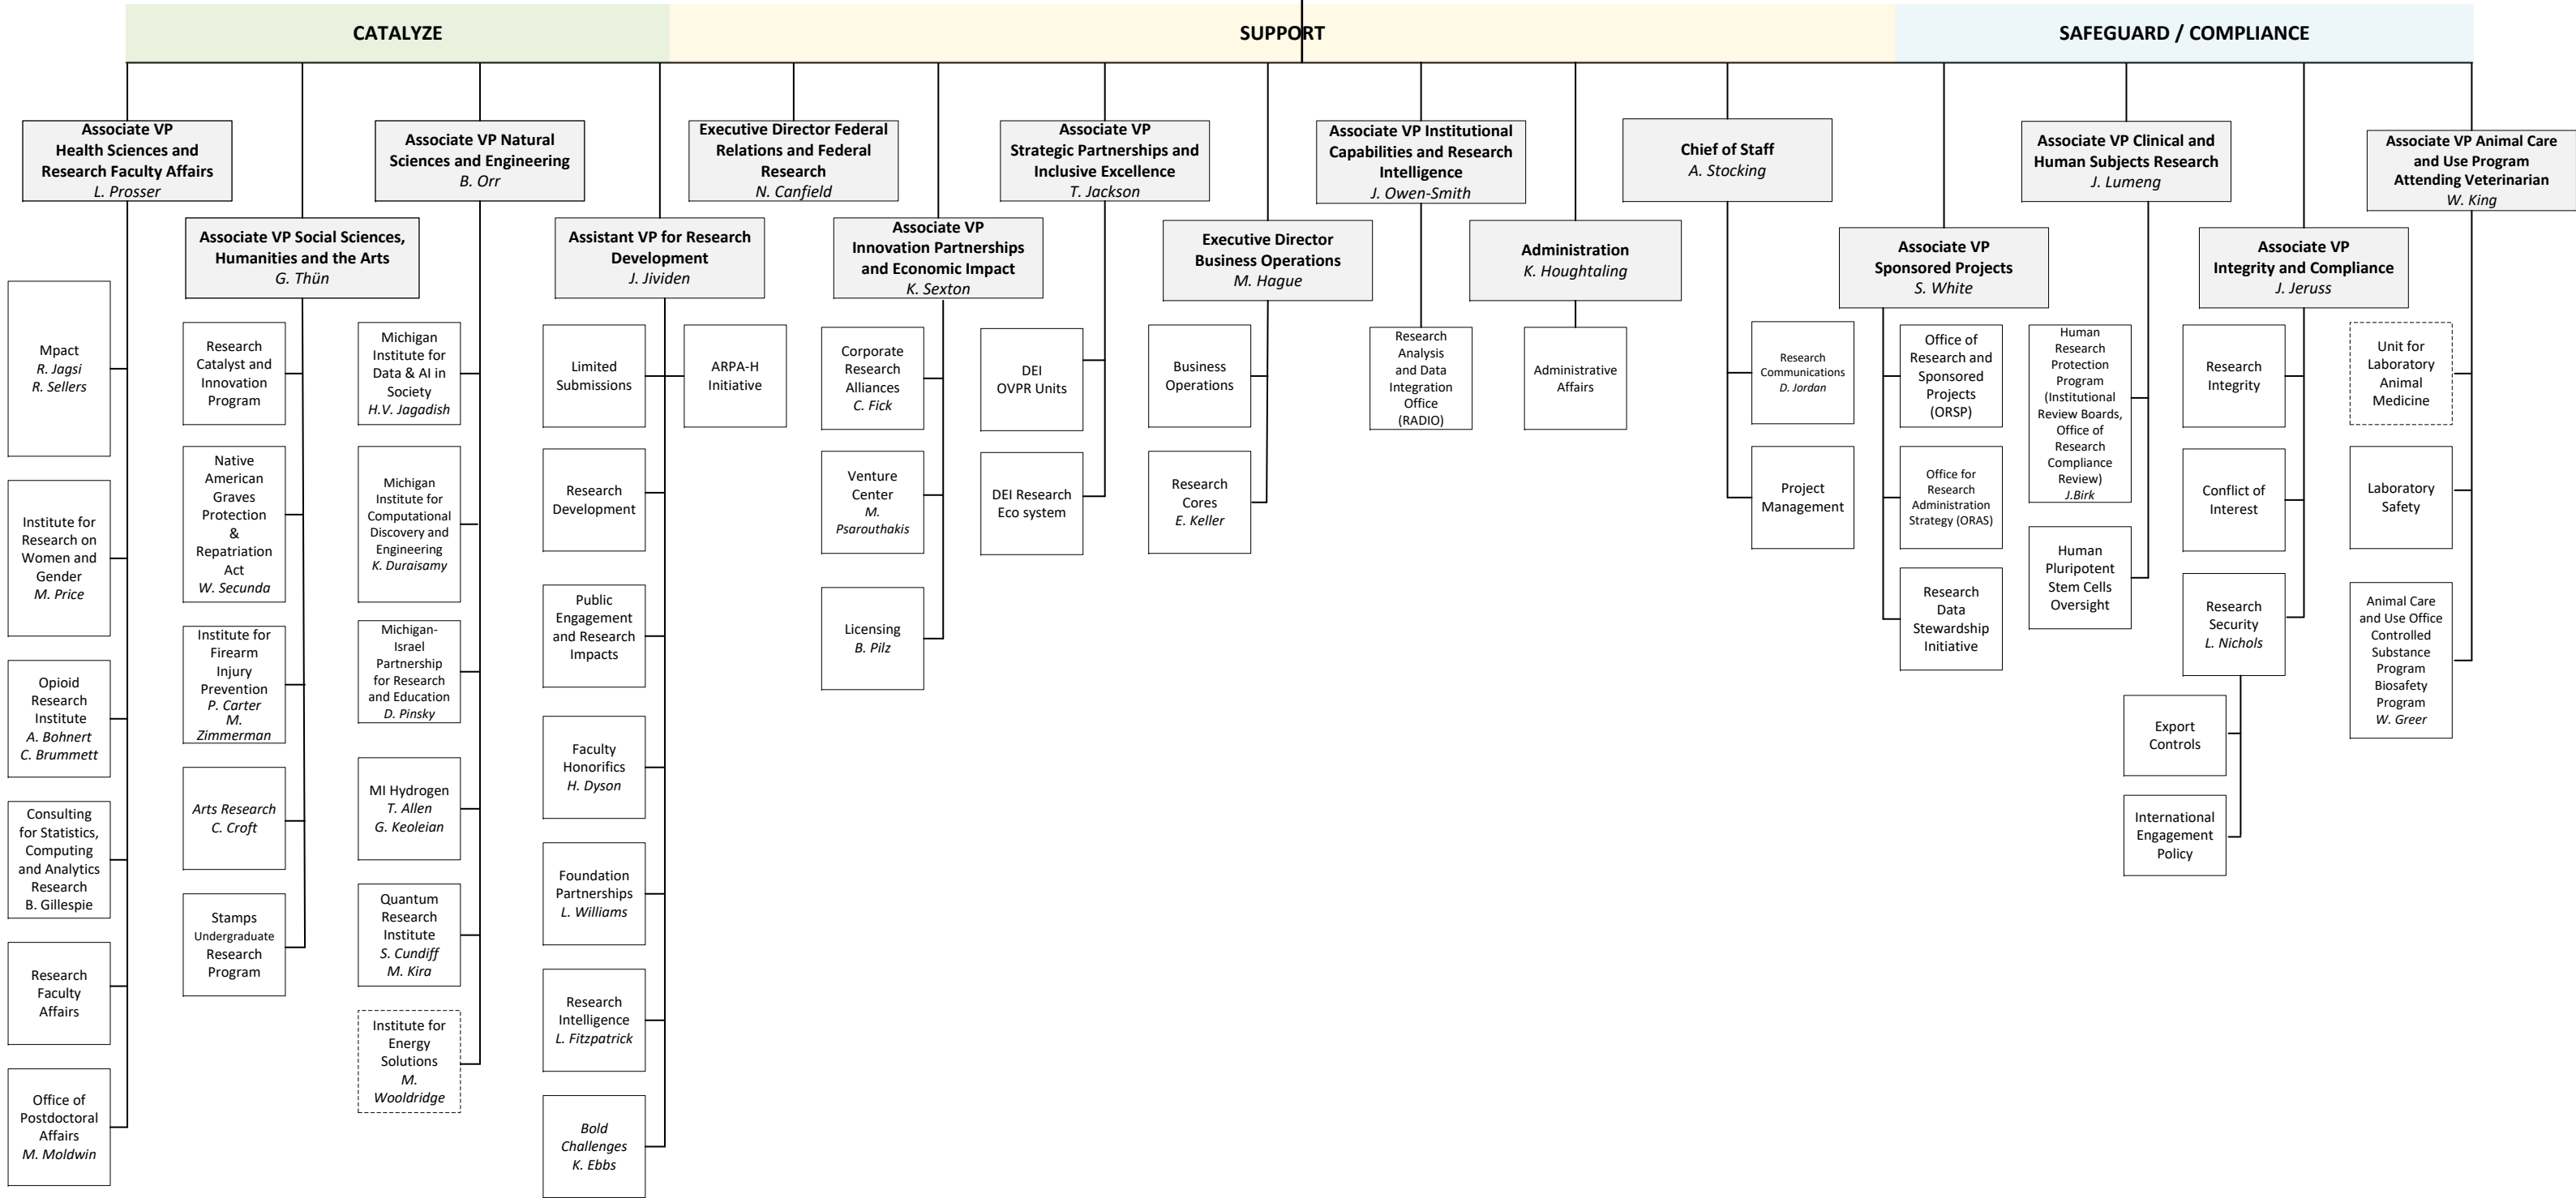 CATALYZE
SUPPORT
SAFEGUARD / COMPLIANCE
Associate VP
Health Sciences and
Research Faculty Affairs
L. Prosser
Mpact
R. Jagsi
R. Sellers
Institute for
Research on
Women and
Gender
M. Price
Opioid
Research
Institute
A. Bohnert
C. Brummett
Consulting
for Statistics,
Computing
and Analytics
Research
B. Gillespie
Research
Faculty
Affairs
Office of
Postdoctoral
Affairs
M. Moldwin
Associate VP Social Sciences,
Humanities and the Arts
G. Thün
Research
Catalyst and
Innovation
Program
Native
American
Graves
Protection
&
Repatriation
Act
W. Secunda
Institute for
Firearm
Injury
Prevention
P. Carter
M.
Zimmerman
Arts Research
C. Croft
Stamps
Undergraduate
Research
Program
Associate VP Natural
Sciences and Engineering
B. Orr
Michigan
Institute for
Data & AI in
Society
H.V. Jagadish
Michigan
Institute for
Computational
Discovery and
Engineering
K. Duraisamy
Michigan-
Israel
Partnership
for Research
and Education
D. Pinsky
MI Hydrogen
T. Allen
G. Keoleian
Quantum
Research
Institute
S. Cundiff
M. Kira
Institute for
Energy
Solutions
M.
Wooldridge
Assistant VP for Research
Development
J. Jividen
Limited
Submissions
ARPA-H
Initiative
Research
Development
Public
Engagement
and Research
Impacts
Faculty
Honorifics
H. Dyson
Foundation
Partnerships
L. Williams
Research
Intelligence
L. Fitzpatrick
Bold
Challenges
K. Ebbs
Executive Director Federal
Relations and Federal
Research
N. Canfield
Associate VP
Innovation Partnerships
and Economic Impact
K. Sexton
Corporate
Research
Alliances
C. Fick
Venture
Center
M.
Psarouthakis
Licensing
B. Pilz
Associate VP
Strategic Partnerships and
Inclusive Excellence
T. Jackson
DEI
OVPR Units
DEI Research
Eco system
Executive Director
Business Operations
M. Hague
Business
Operations
Research
Cores
E. Keller
Associate VP Institutional
Capabilities and Research
Intelligence
J. Owen-Smith
Research
Analysis
and Data
Integration
Office
(RADIO)
Administration
K. Houghtaling
Administrative
Affairs
Chief of Staff
A. Stocking
Research
Communications
D. Jordan
Project
Management
Associate VP
Sponsored Projects
S. White
Office of
Research and
Sponsored
Projects
(ORSP)
Office for
Research
Administration
Strategy (ORAS)
Research
Data
Stewardship
Initiative
Associate VP Clinical and
Human Subjects Research
J. Lumeng
Human
Research
Protection
Program
(Institutional
Review Boards,
Office of
Research
Compliance
Review)
J.Birk
Human
Pluripotent
Stem Cells
Oversight
Associate VP
Integrity and Compliance
J. Jeruss
Research
Integrity
Conflict of
Interest
Research
Security
L. Nichols
Export
Controls
International
Engagement
Policy
Associate VP Animal Care
and Use Program
Attending Veterinarian
W. King
Unit for
Laboratory
Animal
Medicine
Laboratory
Safety
Animal Care
and Use Office
Controlled
Substance
Program
Biosafety
Program
W. Greer